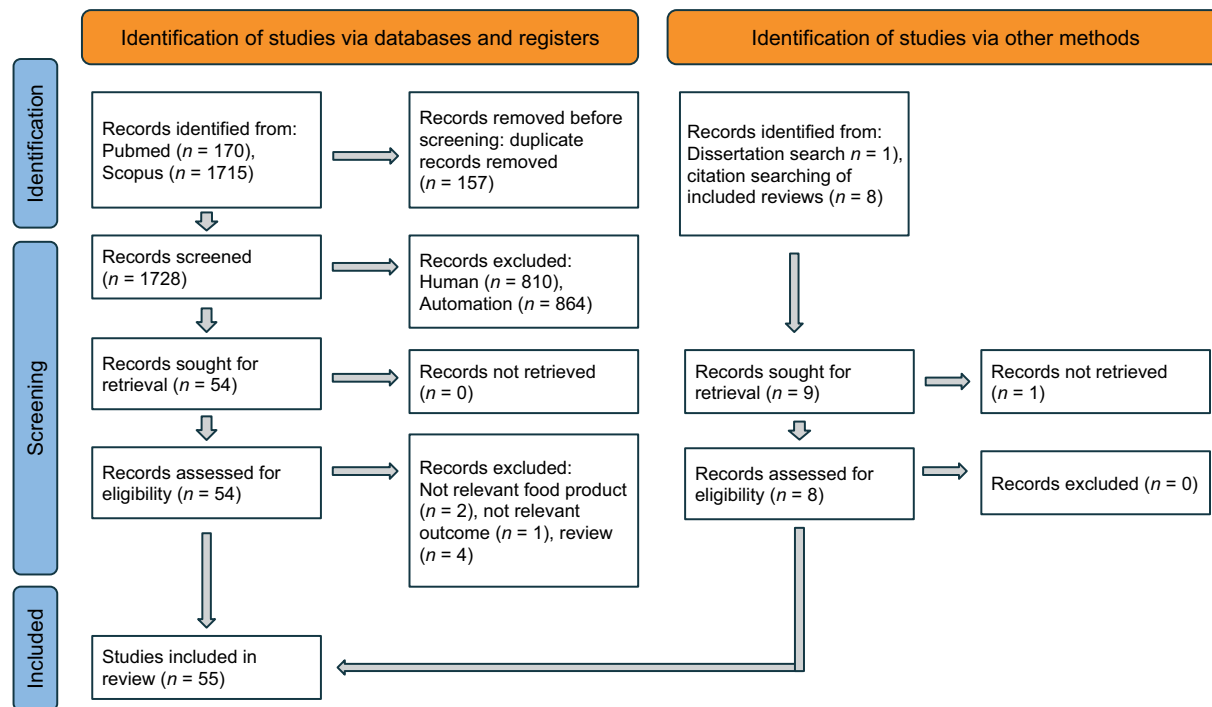 Identification of studies via databases and registers
Identification of studies via other methods
Identification
Records identified from:
Pubmed (n = 170),
Scopus (n = 1715)
Records removed before
screening: duplicate
records removed
(n = 157)
Records identified from:
Dissertation search n = 1),
citation searching of
included reviews (n = 8)
Screening
Records screened
(n = 1728)
Records excluded:
Human (n = 810),
Automation (n = 864)
Records sought for
retrieval (n = 54)
Records not retrieved
(n = 0)
Records sought for
retrieval (n = 9)
Records not retrieved
(n = 1)
Records assessed for
eligibility (n = 54)
Records excluded:
Not relevant food product
(n = 2), not relevant
outcome (n = 1), review
(n = 4)
Records assessed for
eligibility (n = 8)
Records excluded (n = 0)
Included
Studies included in
review (n = 55)